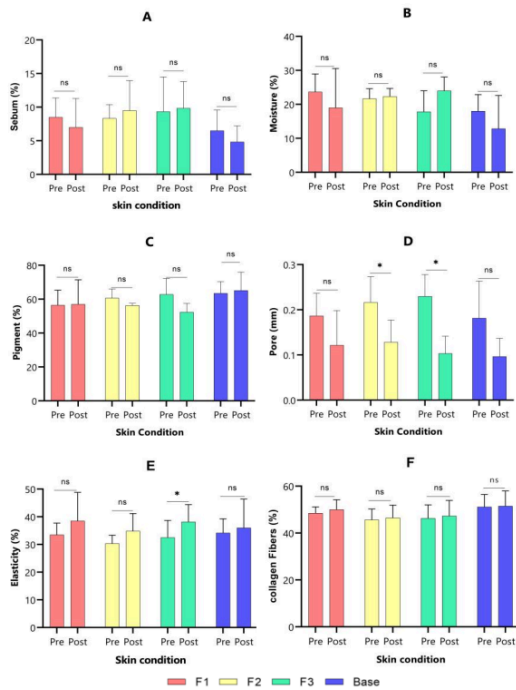 A
Sebum (%)
20
15
10
5
0
ns
ns
ns
ns
Pre Post
Pre Post
Pre Post
Pre Post
skin condition
B
Moisture (%)
40
30
20
10
0
ns
ns
ns
ns
Pre Post
Pre Post
Pre Post
Pre Post
Skin Condition
C
Pigment (%)
80
60
40
20
0
ns
ns
ns
ns
Pre Post
Pre Post
Pre Post
Pre Post
Skin Condition
D
Pore (mm)
0.3
0.2
0.1
0.0
ns
*
*
ns
Pre Post
Pre Post
Pre Post
Pre Post
Skin Condition
E
Elasticity (%)
50
40
30
20
10
0
ns
ns
*
ns
Pre Post
Pre Post
Pre Post
Pre Post
Skin condition
F
collagen Fibers (%)
60
40
20
0
ns
ns
ns
ns
Pre Post
Pre Post
Pre Post
Pre Post
Skin condition
F1 F2 F3 Base